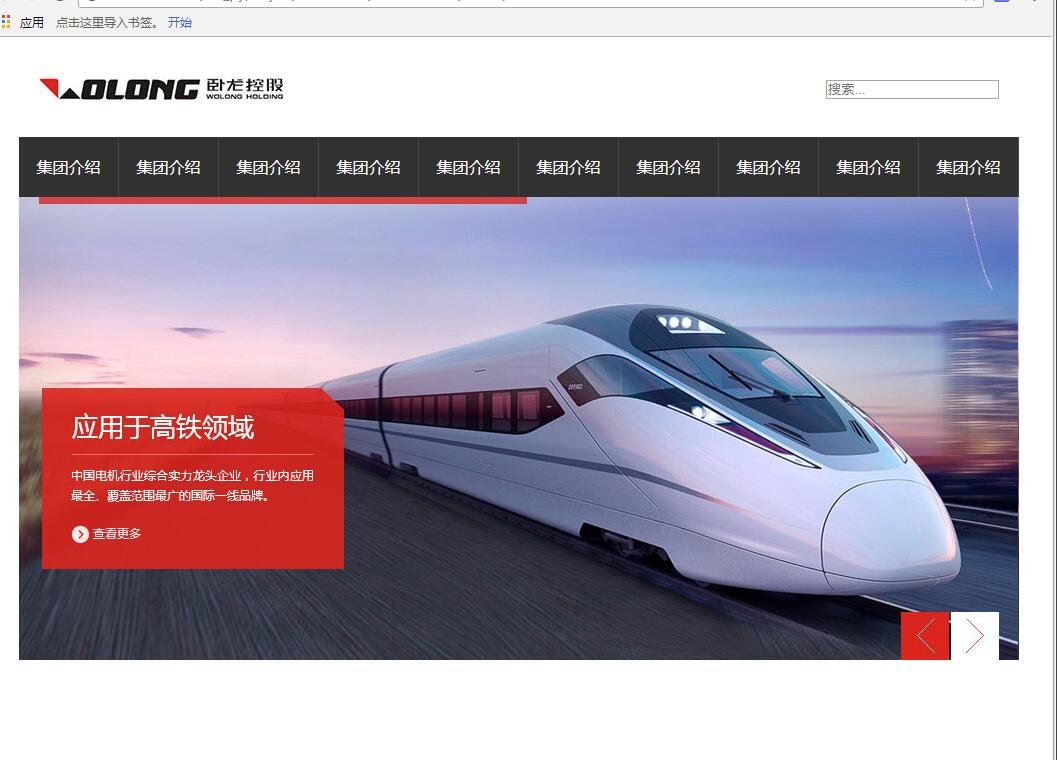 应用 点击这里导入书签。 开始
WOLONG 卧龙控股
WOLONG HOLDING
搜索...
集团介绍 集团介绍 集团介绍 集团介绍 集团介绍 集团介绍 集团介绍 集团介绍 集团介绍 集团介绍
ZEFIRO
应用于高铁领域
中国电机行业综合实力龙头企业，行业内应用
最全、覆盖范围最广的国际一线品牌。
查看更多